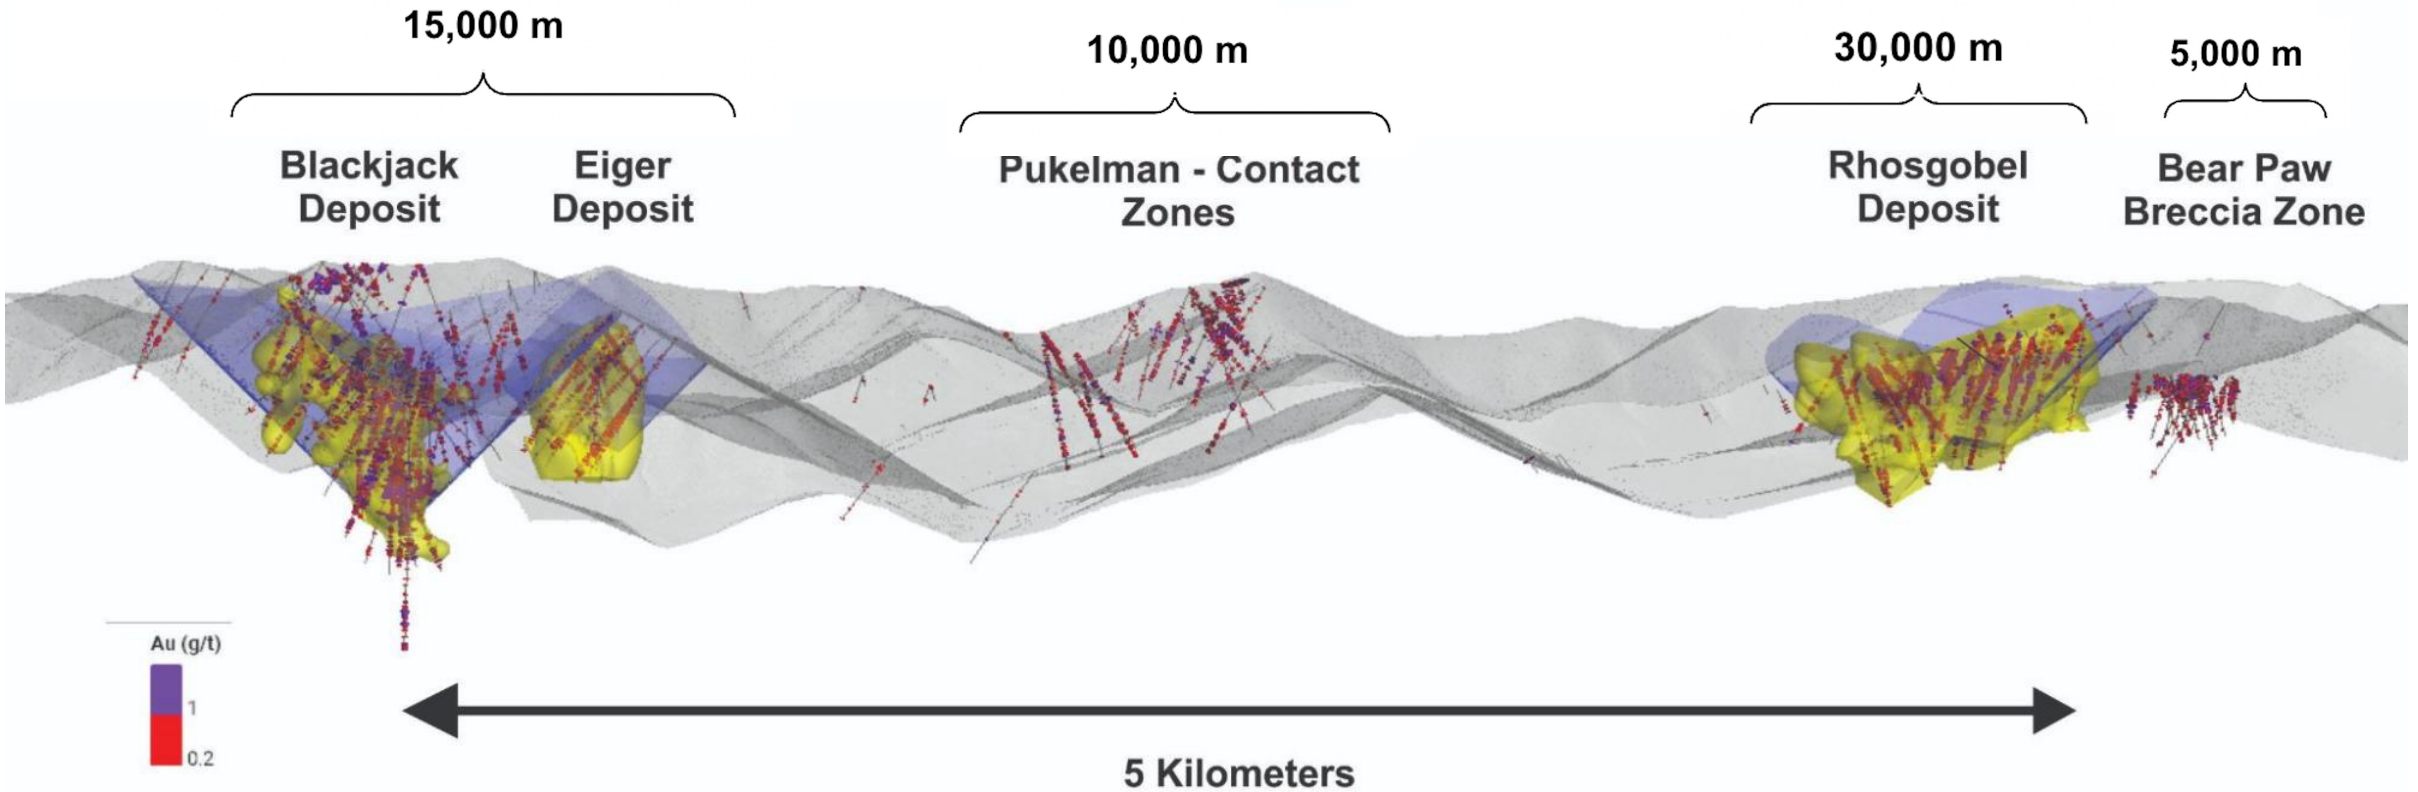 15,000 m
10,000 m
30,000 m
5,000 m
Blackjack
Deposit
Eiger
Deposit
Pukelman - Contact
Zones
Rhosgobel
Deposit
Bear Paw
Breccia Zone
Au (g/t)
1
0.2
5 Kilometers